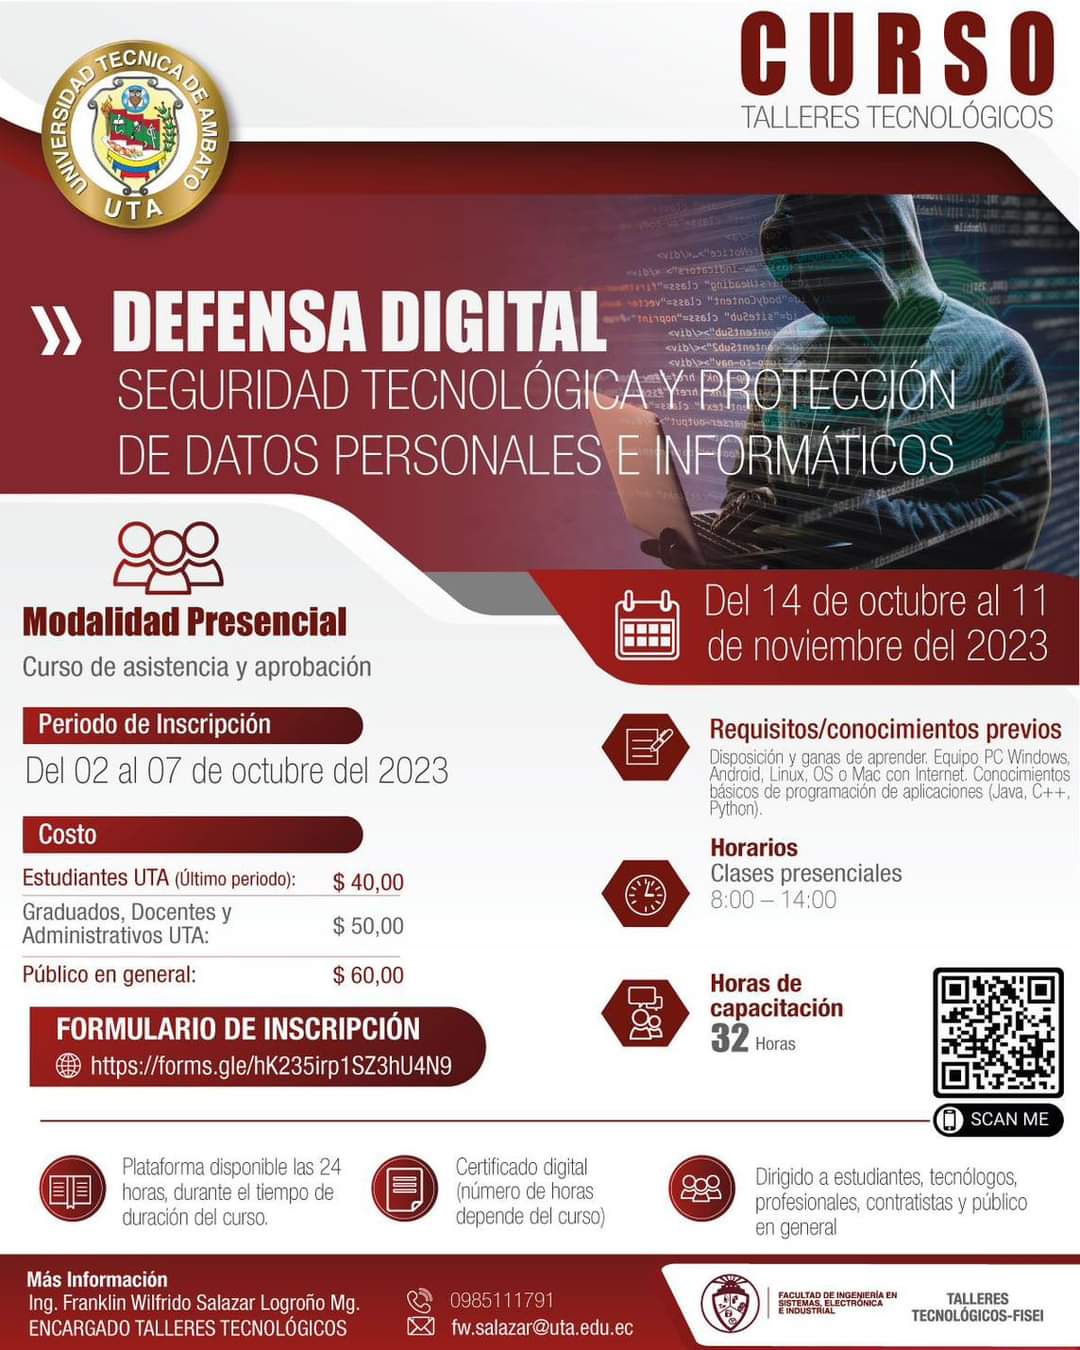 CURSO
TALLERES TECNOLÓGICOS
UNIVERSIDAD TECNICA DE AMBATO
UTA
» DEFENSA DIGITAL
SEGURIDAD TECNOLÓGICA Y PROTECCIÓN
DE DATOS PERSONALES E INFORMÁTICOS
Modalidad Presencial
Curso de asistencia y aprobación
Del 14 de octubre al 11
de noviembre del 2023
Periodo de Inscripción
Del 02 al 07 de octubre del 2023
Costo
Estudiantes UTA (Último periodo): $ 40,00
Graduados, Docentes y
Administrativos UTA: $ 50,00
Público en general: $ 60,00
FORMULARIO DE INSCRIPCIÓN
https://forms.gle/hK235irp1SZ3hU4N9
Requisitos/conocimientos previos
Disposición y ganas de aprender. Equipo PC Windows,
Android, Linux, OS o Mac con Internet. Conocimientos
básicos de programación de aplicaciones (Java, C++,
Python).
Horarios
Clases presenciales
8:00 – 14:00
Horas de
capacitación
32 Horas
SCAN ME
Plataforma disponible las 24
horas, durante el tiempo de
duración del curso.
Certificado digital
(número de horas
depende del curso)
Dirigido a estudiantes, tecnólogos,
profesionales, contratistas y público
en general
Más Información
Ing. Franklin Wilfrido Salazar Logroño Mg.
ENCARGADO TALLERES TECNOLÓGICOS
0985111791
fw.salazar@uta.edu.ec
FACULTAD DE INGENIERÍA EN
SISTEMAS, ELECTRÓNICA
E INDUSTRIAL
TALLERES
TECNOLÓGICOS-FISEI